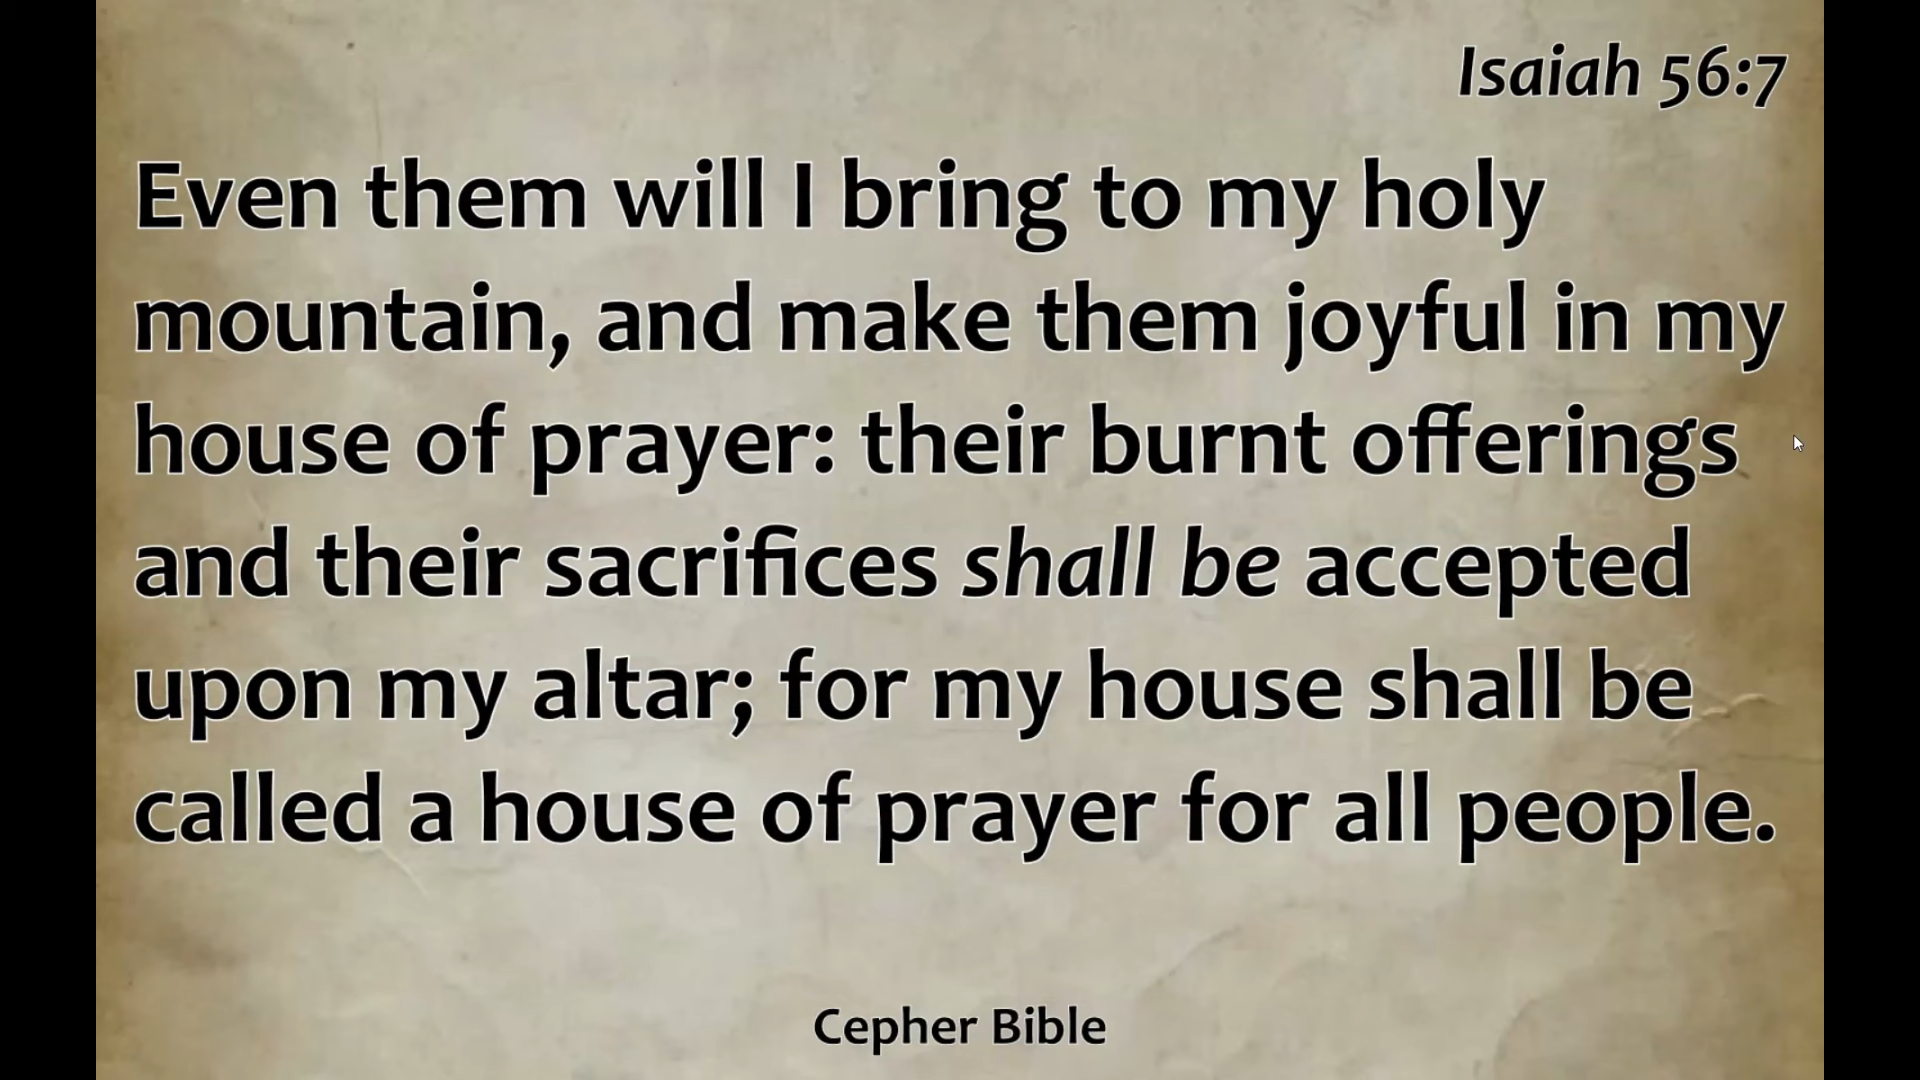 Isaiah 56:7
Even them will I bring to my holy
mountain, and make them joyful in my
house of prayer: their burnt offerings
and their sacrifices shall be accepted
upon my altar; for my house shall be
called a house of prayer for all people.
Cepher Bible